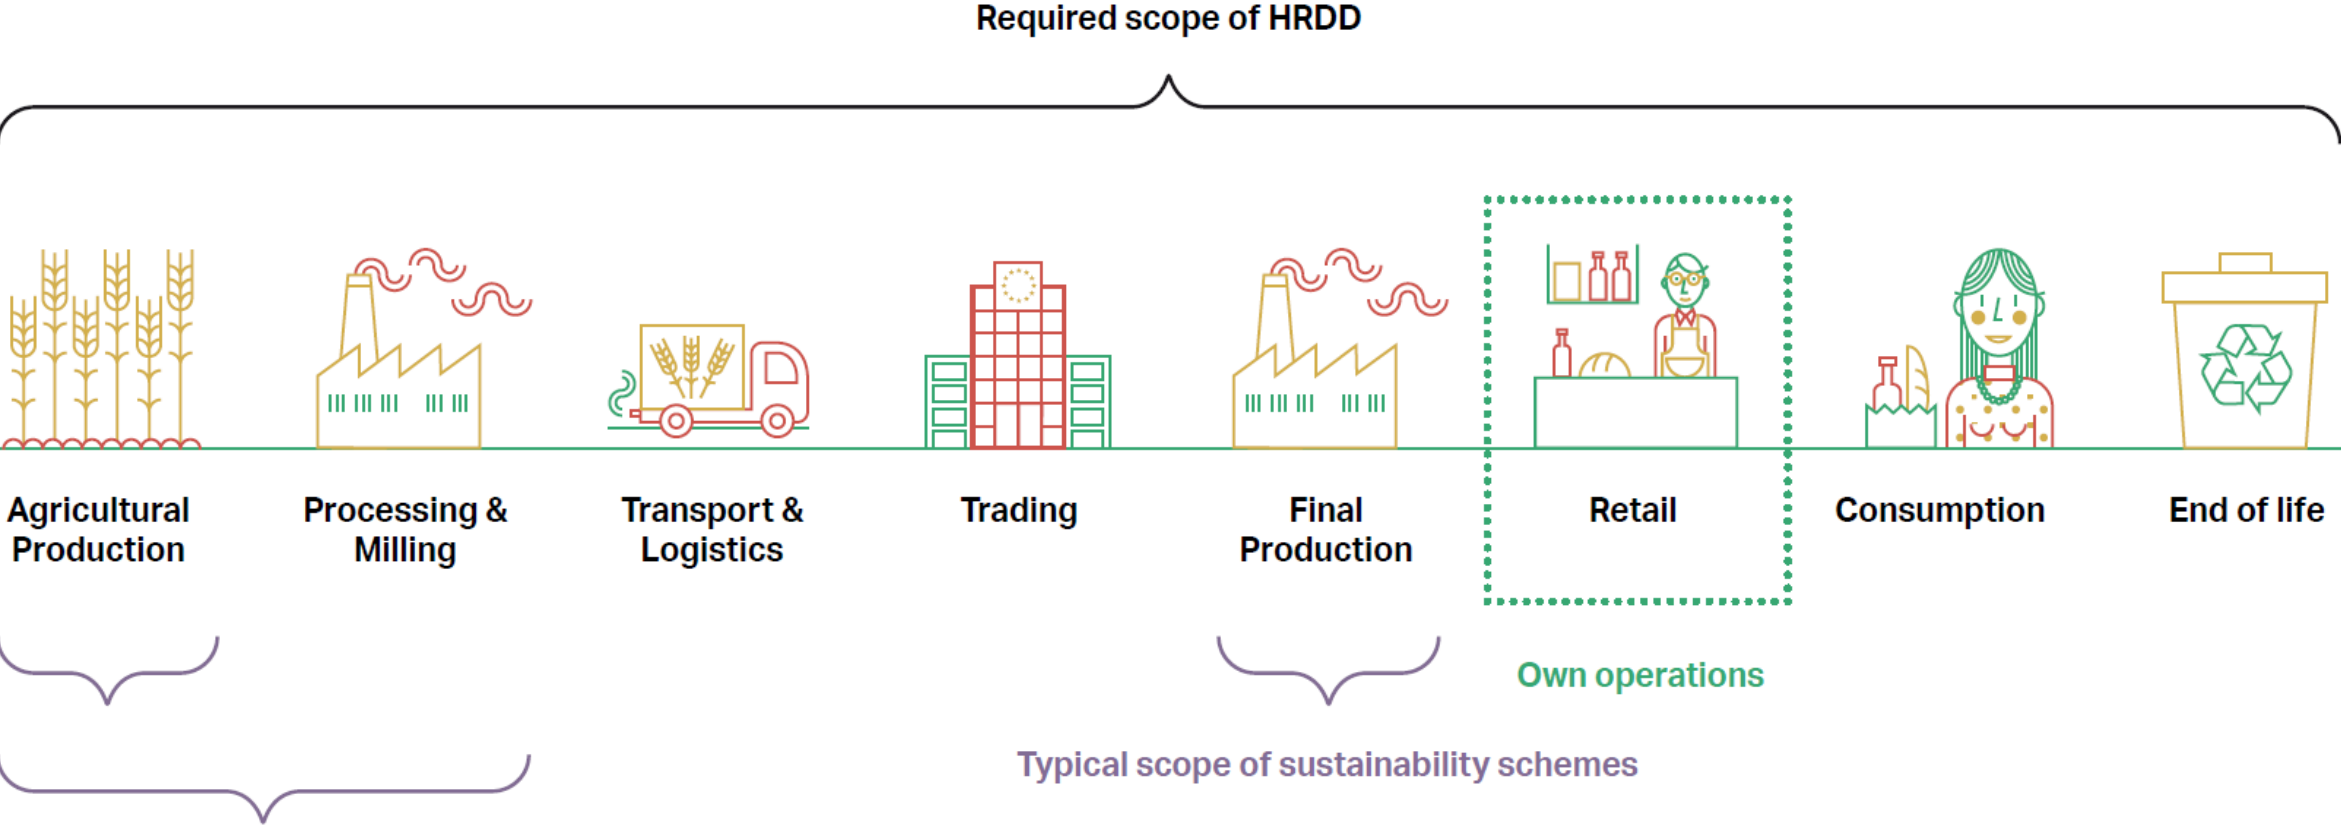 Required scope of HRDD
Agricultural
Production
Processing &
Milling
Transport &
Logistics
Trading
Final
Production
Retail
Consumption
End of life
Own operations
Typical scope of sustainability schemes